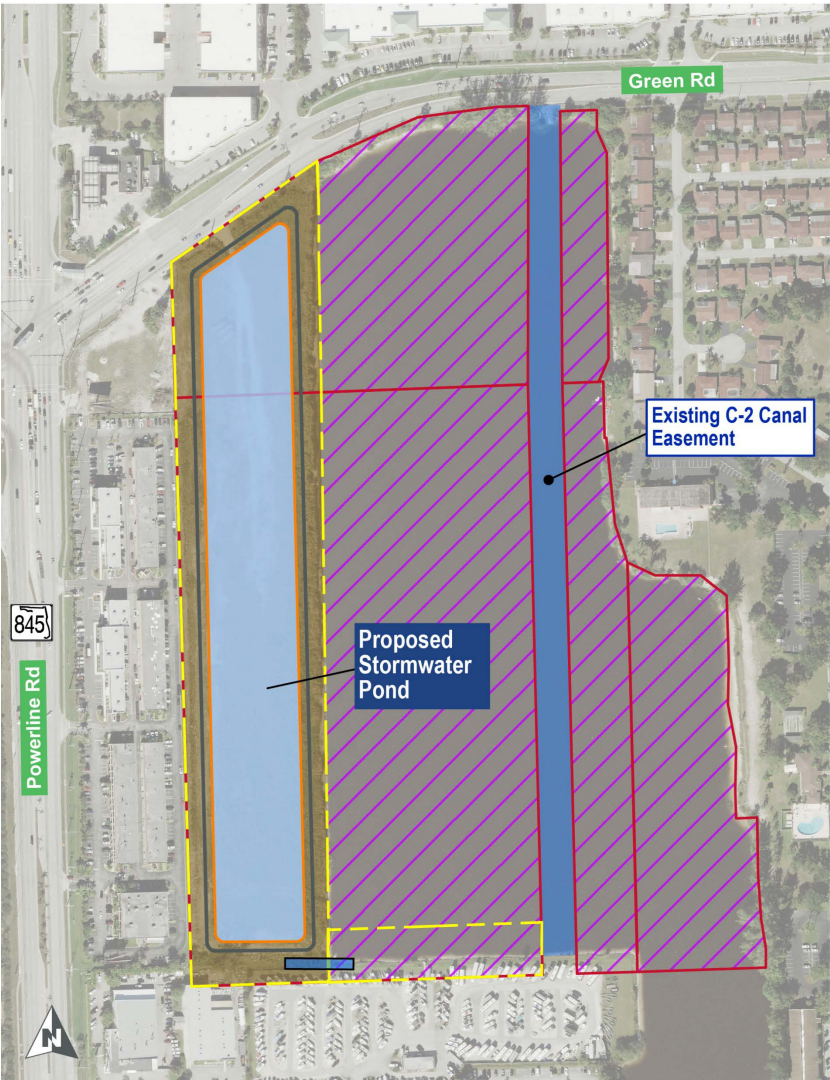 Green Rd
Existing C-2 Canal
Easement
845
Proposed
Stormwater
Pond
Powerline Rd
N